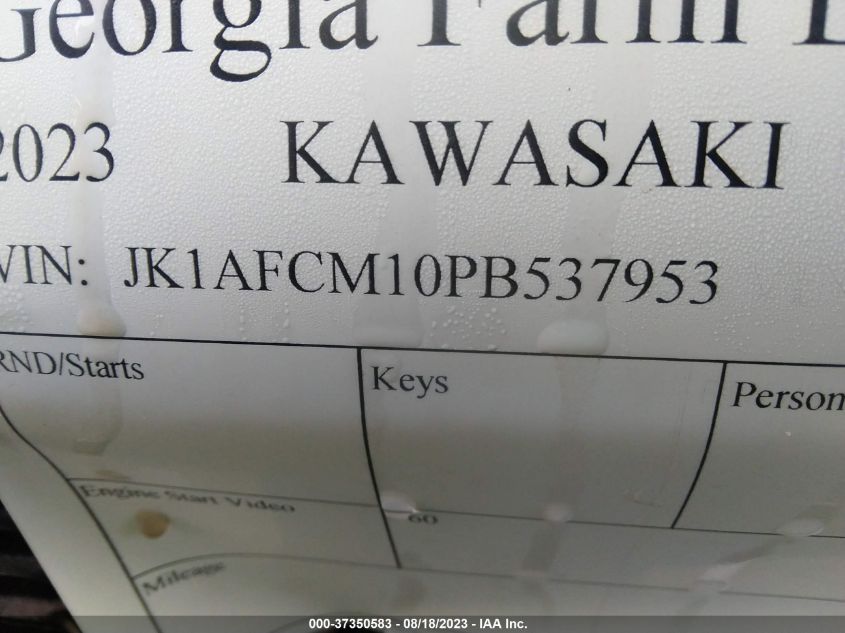 Georgia Farm
2023 KAWASAKI
VIN: JK1AFCM10PB537953
RND/Starts Keys Person
Engine Start Video 60
Mileage
000-37350583 - 08/18/2023 - IAA Inc.